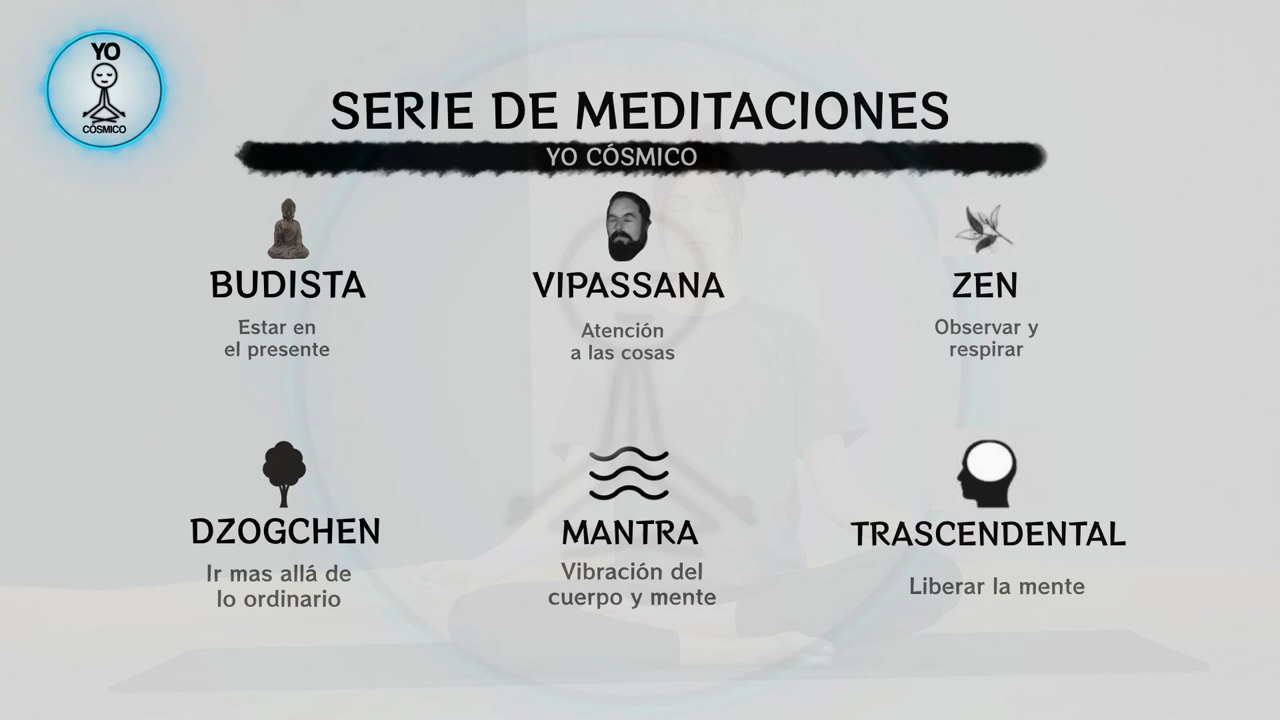 YO
CÓSMICO
SERIE DE MEDITACIONES
YO CÓSMICO
BUDISTA
Estar en
el presente
VIPASSANA
Atención
a las cosas
ZEN
Observar y
respirar
DZOGCHEN
Ir mas allá de
lo ordinario
MANTRA
Vibración del
cuerpo y mente
TRASCENDENTAL
Liberar la mente